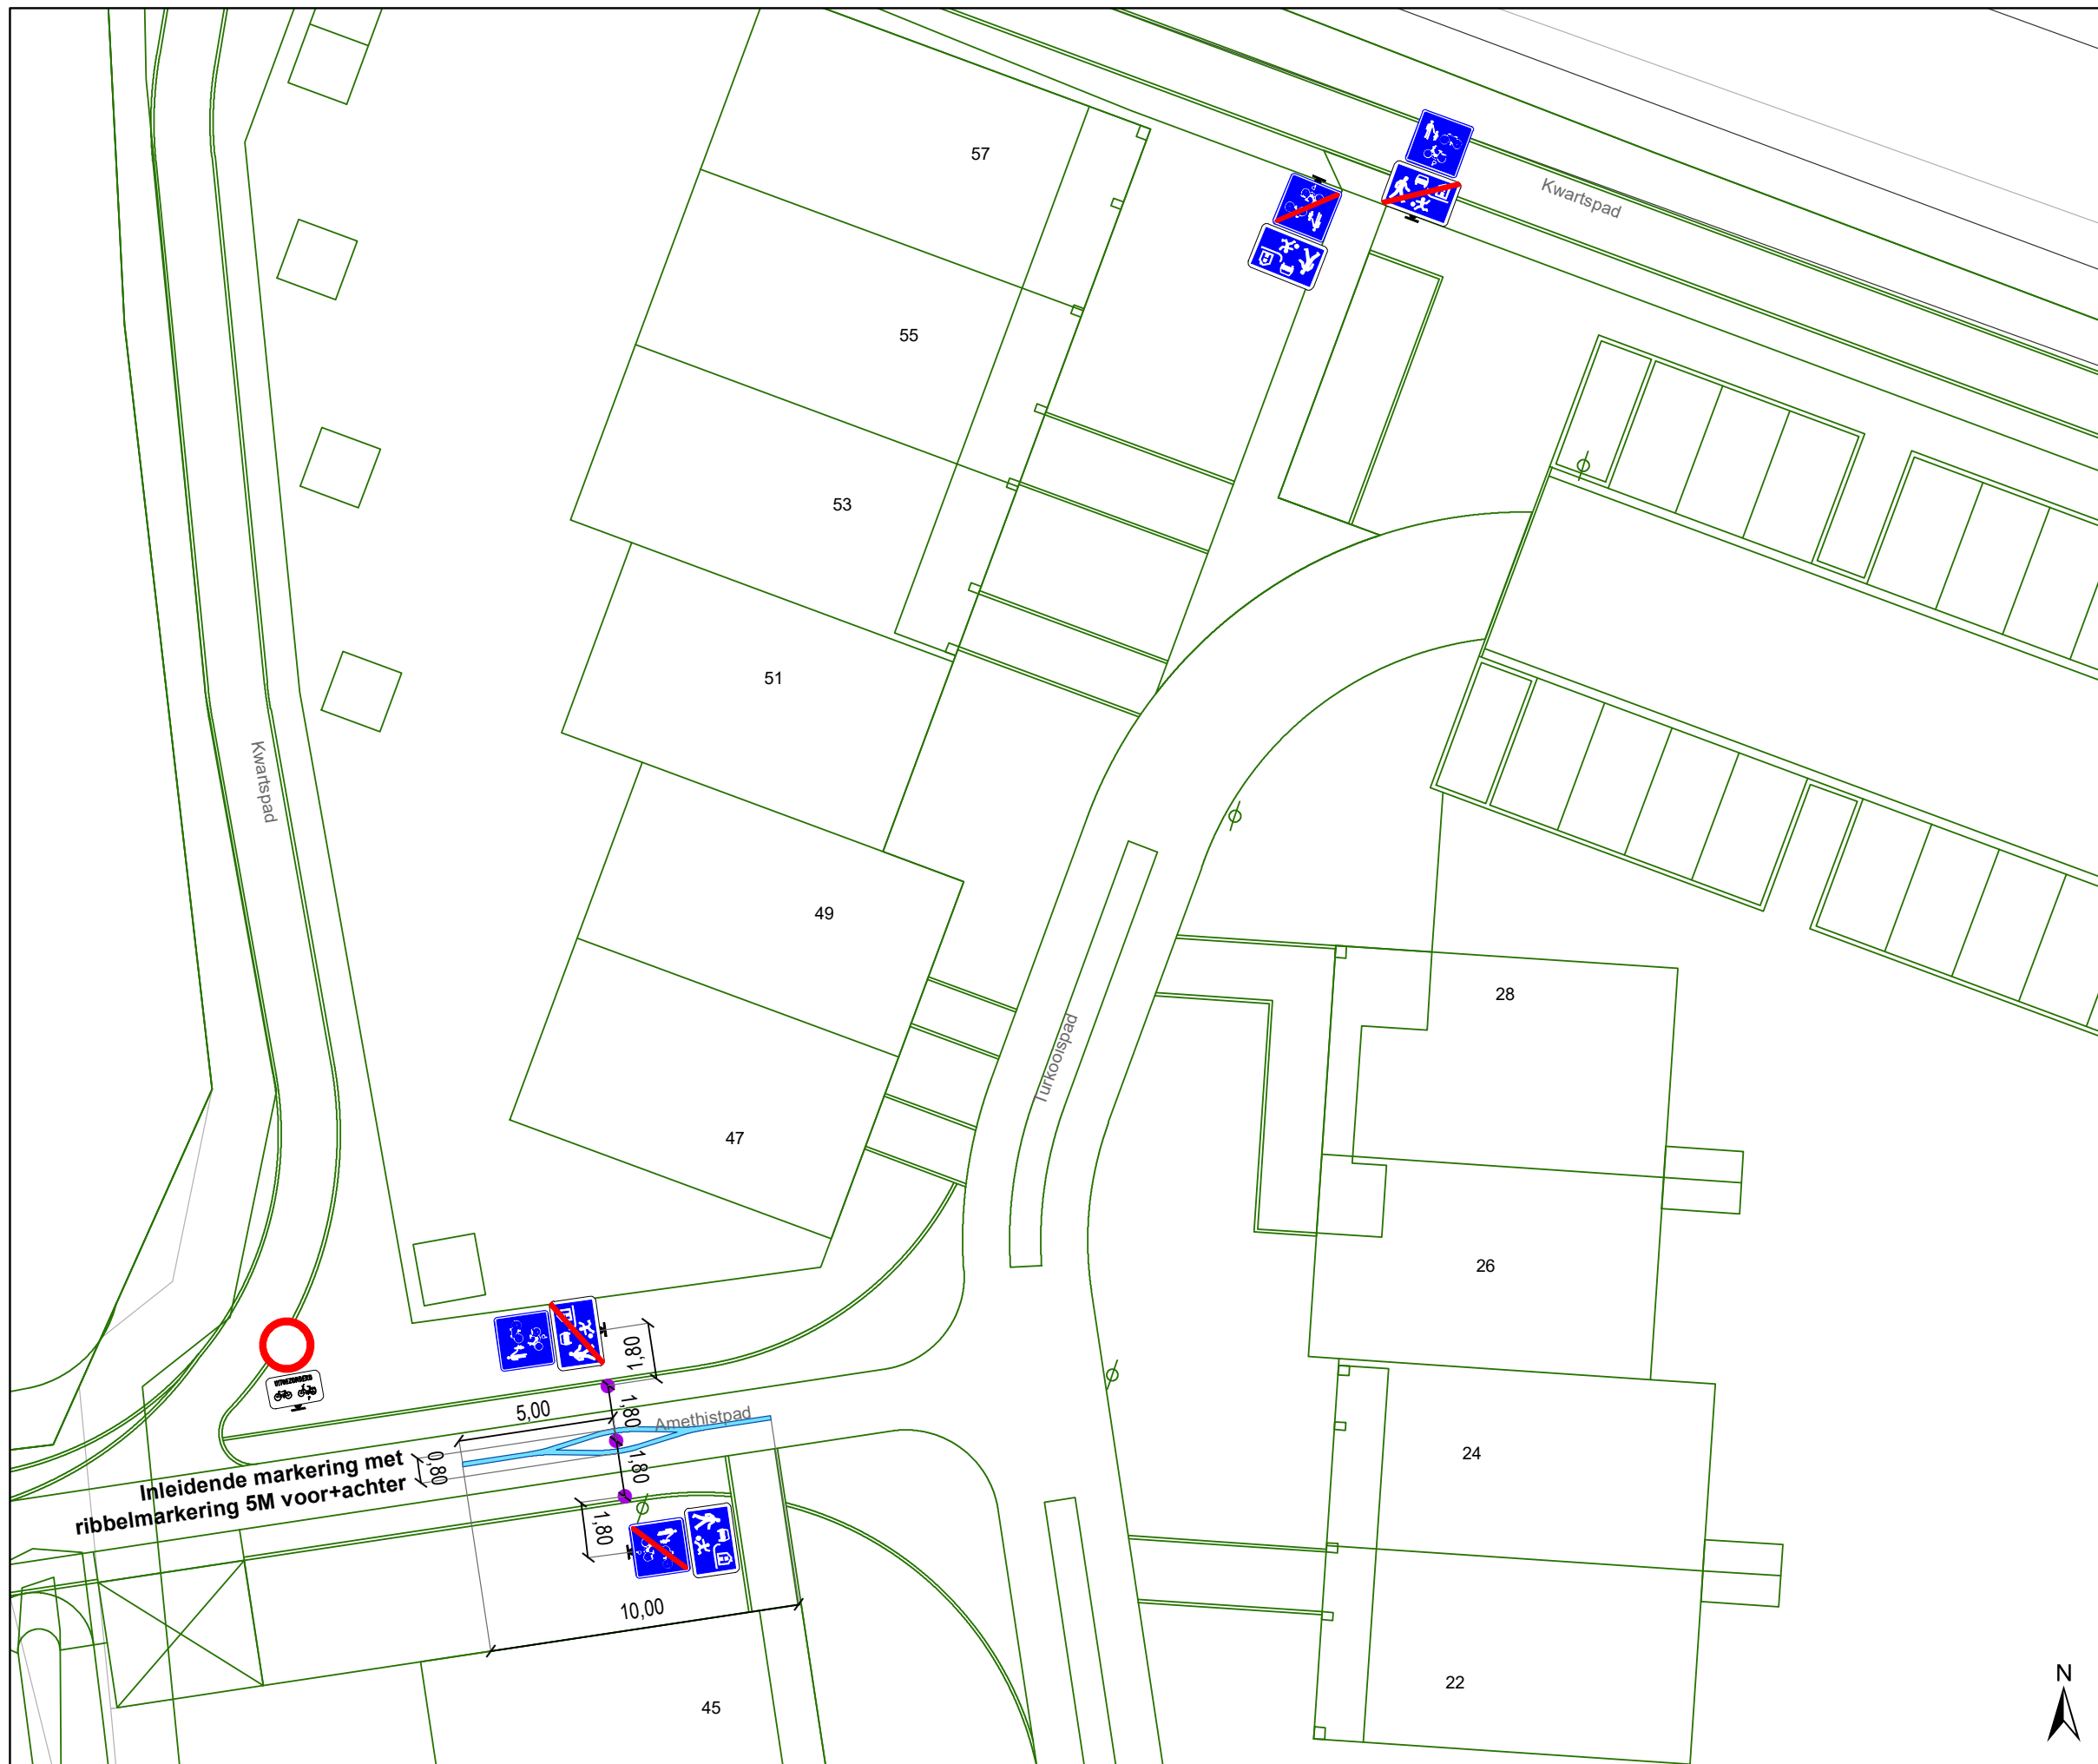 57
Kwartspad
55
53
51
Kwartspad
49
28
Turkooispad
47
26
1,80
UITGEZONDERD
5,00
1,80
Amethistpad
0,80
1,80
Inleidende markering met
ribbelmarkering 5M voor+achter
24
1,80
10,00
45
22
N